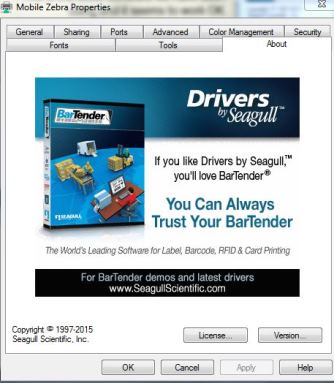 Mobile Zebra Properties
General
Sharing
Ports
Advanced
Color Management
Security
Fonts
Tools
About
BarTender
SEAGULL
Drivers
by Seagull™
If you like Drivers by Seagull,™
you'll love BarTender®
You Can Always
Trust Your BarTender
The World's Leading Software for Label, Barcode, RFID & Card Printing
For BarTender demos and latest drivers
www.SeagullScientific.com
Copyright © 1997-2015
Seagull Scientific, Inc.
License...
Version...
OK
Cancel
Apply
Help